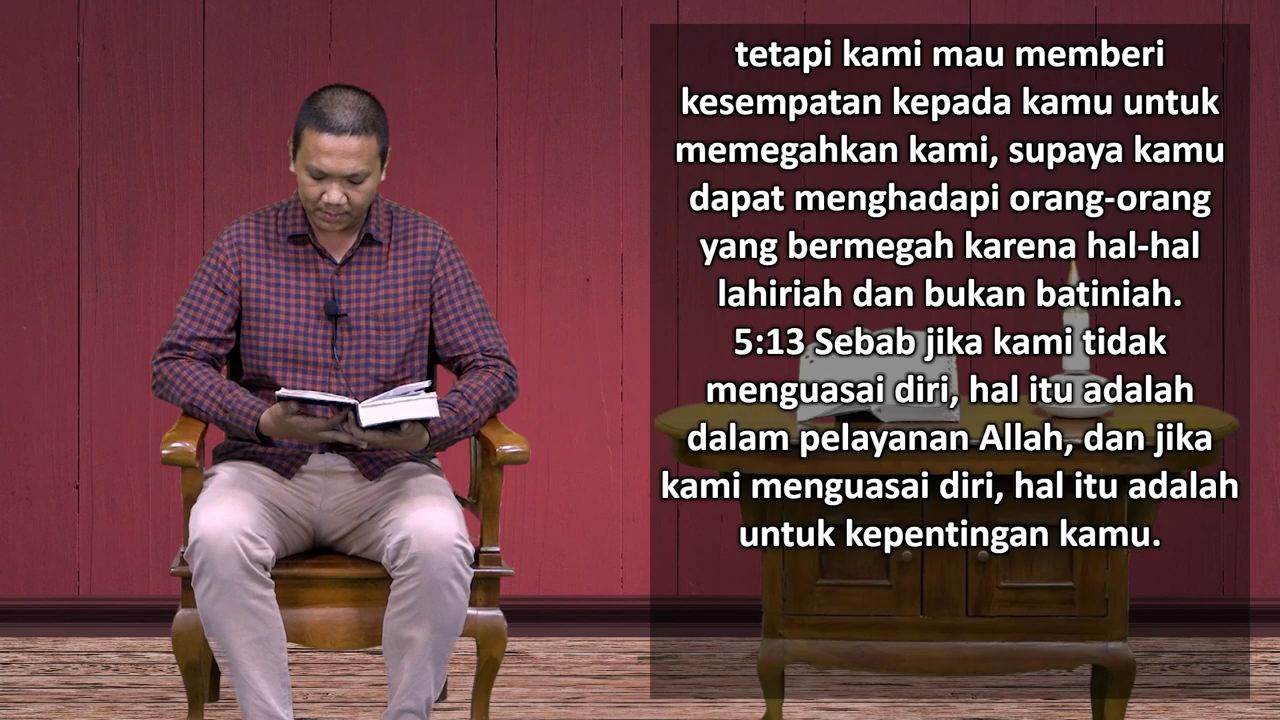 tetapi kami mau memberi
kesempatan kepada kamu untuk
memegahkan kami, supaya kamu
dapat menghadapi orang-orang
yang bermegah karena hal-hal
lahiriah dan bukan batiniah.
5:13 Sebab jika kami tidak
menguasai diri, hal itu adalah
dalam pelayanan Allah, dan jika
kami menguasai diri, hal itu adalah
untuk kepentingan kamu.